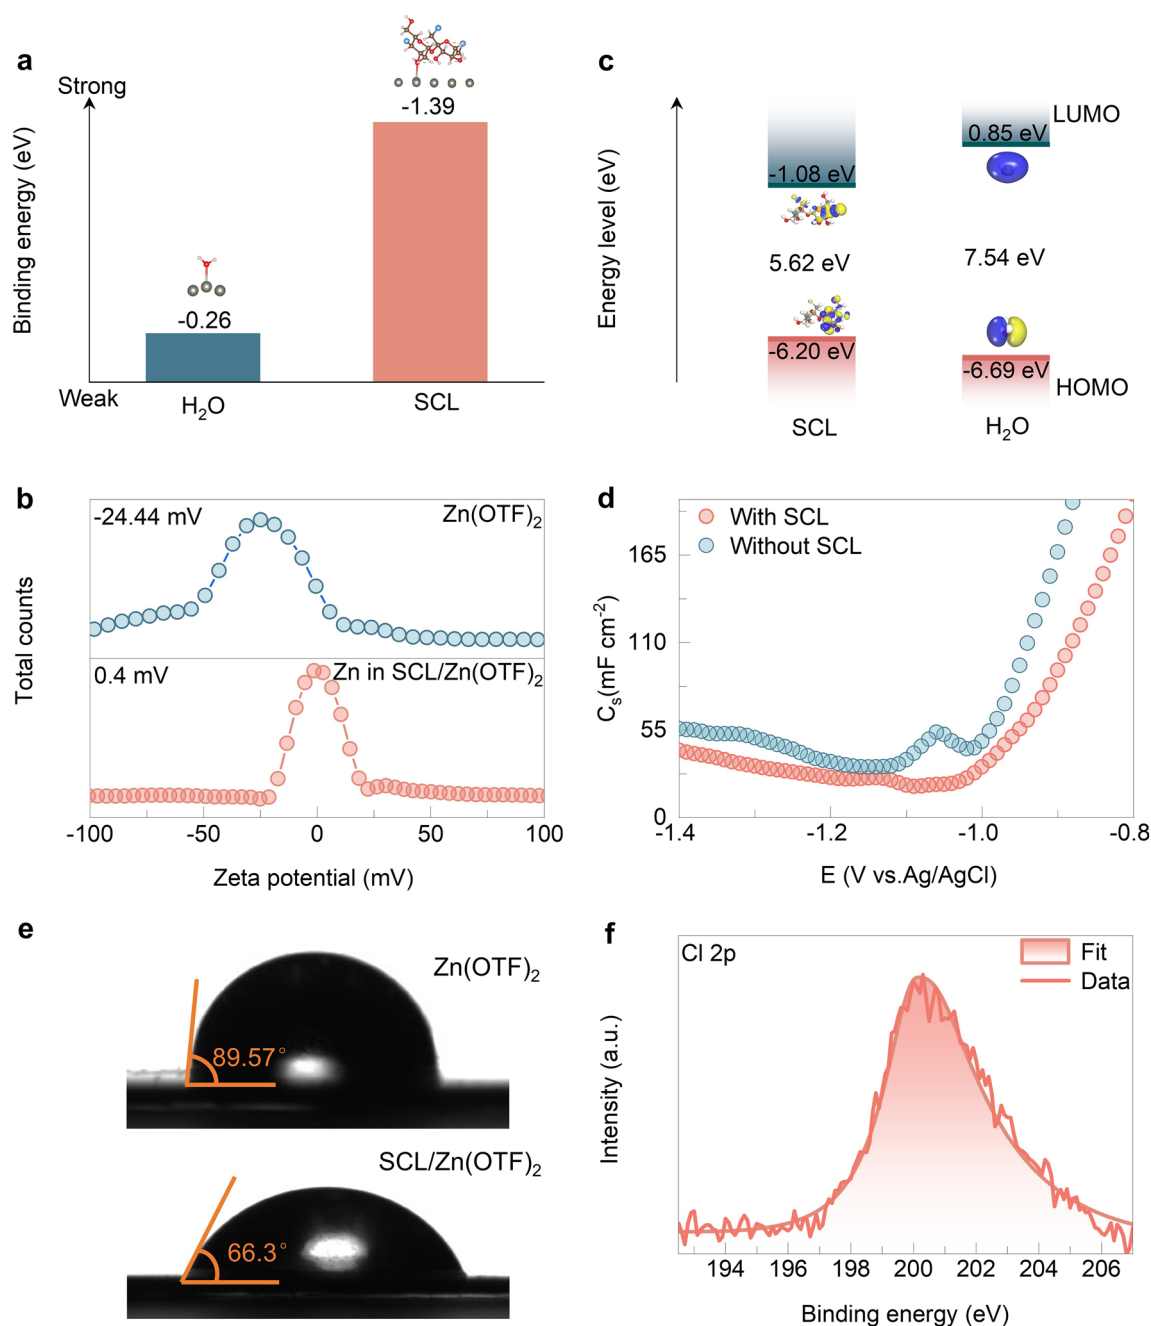 a
Strong
Binding energy (eV)
-1.39
-0.26
Weak
H₂O
SCL
c
Energy level (eV)
LUMO
0.85 eV
-1.08 eV
5.62 eV
7.54 eV
-6.20 eV
-6.69 eV
HOMO
SCL
H₂O
b
-24.44 mV
Zn(OTF)₂
Total counts
0.4 mV
Zn in SCL/Zn(OTF)₂
-100
-50
0
50
100
Zeta potential (mV)
d
With SCL
Without SCL
Cₛ(mF cm⁻²)
165
110
55
0
-1.4
-1.2
-1.0
-0.8
E (V vs.Ag/AgCl)
e
Zn(OTF)₂
89.57°
SCL/Zn(OTF)₂
66.3°
f
Cl 2p
Fit
Data
Intensity (a.u.)
194
196
198
200
202
204
206
Binding energy (eV)